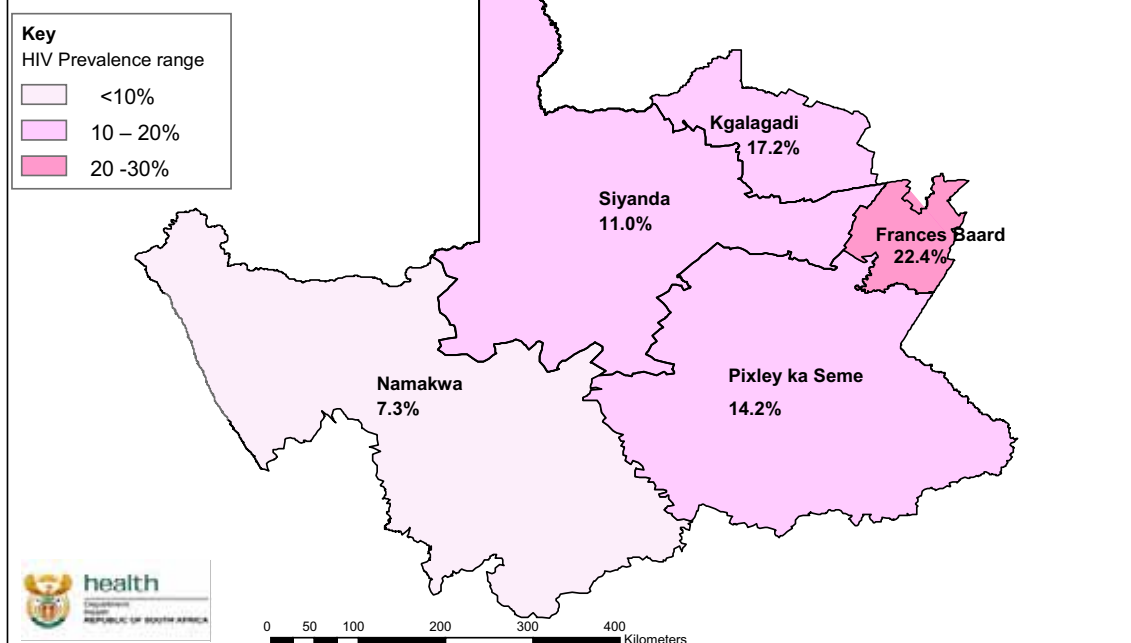 Key
HIV Prevalence range
<10%
10 – 20%
20 -30%
Kgalagadi
17.2%
Siyanda
11.0%
Frances Baard
22.4%
Namakwa
7.3%
Pixley ka Seme
14.2%
health
Department:
Health
REPUBLIC OF SOUTH AFRICA
0 50 100 200 300 400
Kilometers